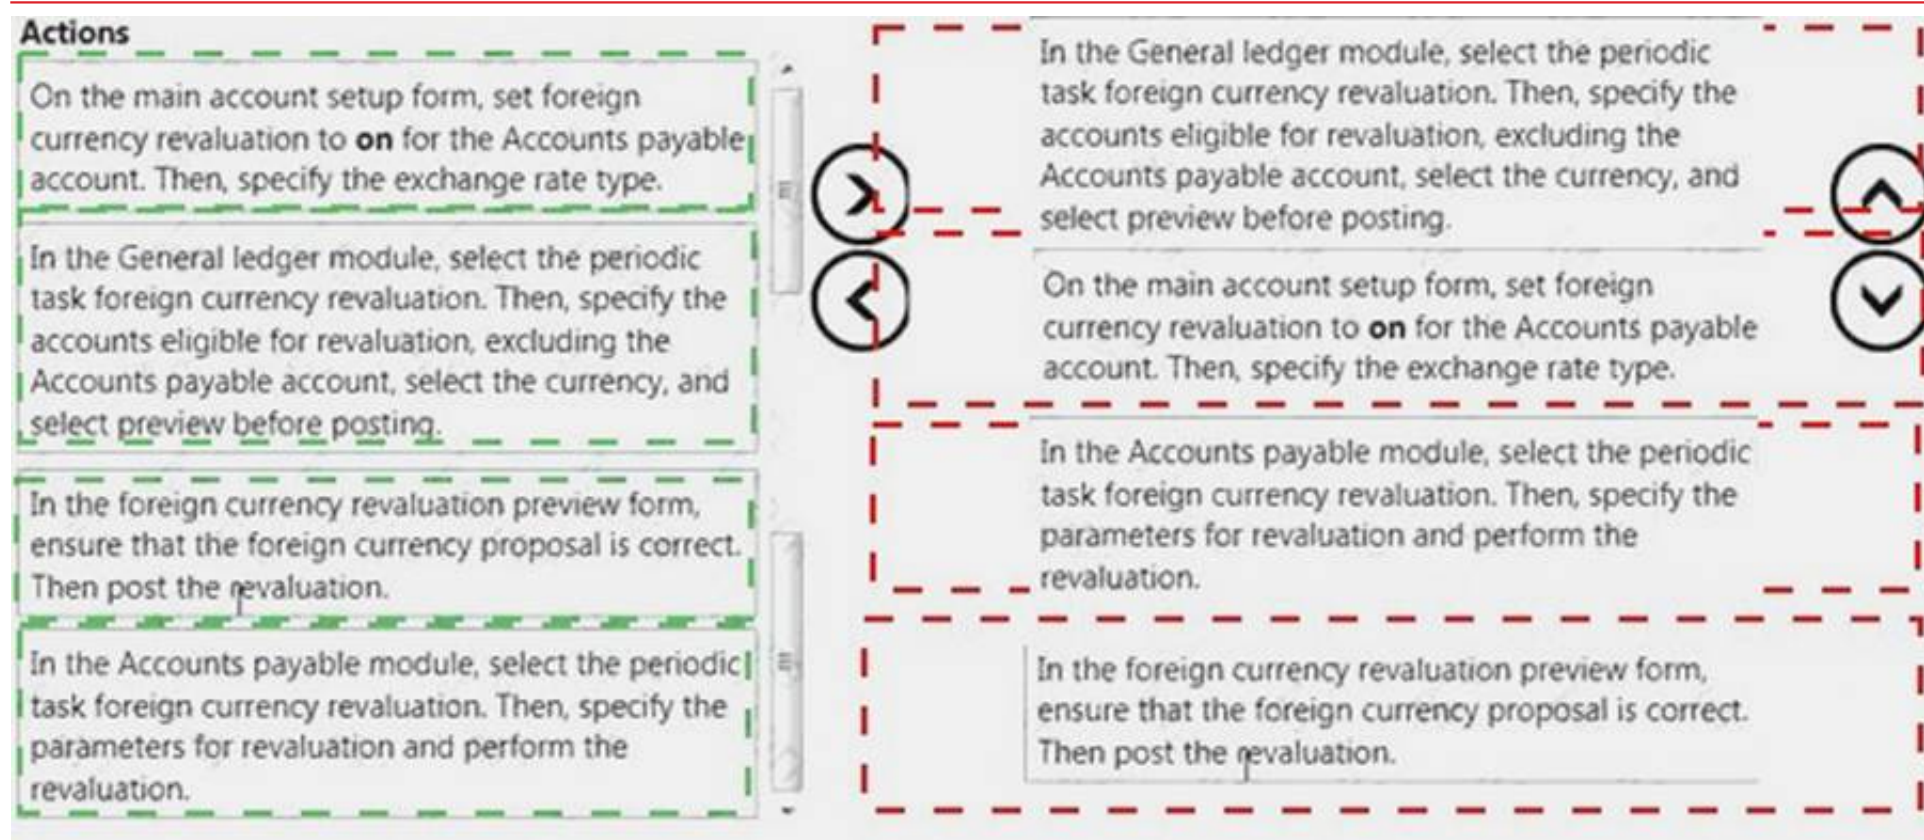 Actions
On the main account setup form, set foreign
currency revaluation to on for the Accounts payable
account. Then, specify the exchange rate type.
In the General ledger module, select the periodic
task foreign currency revaluation. Then, specify the
accounts eligible for revaluation, excluding the
Accounts payable account, select the currency, and
select preview before posting.
In the foreign currency revaluation preview form,
ensure that the foreign currency proposal is correct.
Then post the revaluation.
In the Accounts payable module, select the periodic
task foreign currency revaluation. Then, specify the
parameters for revaluation and perform the
revaluation.
In the General ledger module, select the periodic
task foreign currency revaluation. Then, specify the
accounts eligible for revaluation, excluding the
Accounts payable account, select the currency, and
select preview before posting.
On the main account setup form, set foreign
currency revaluation to on for the Accounts payable
account. Then, specify the exchange rate type.
In the Accounts payable module, select the periodic
task foreign currency revaluation. Then, specify the
parameters for revaluation and perform the
revaluation.
In the foreign currency revaluation preview form,
ensure that the foreign currency proposal is correct.
Then post the revaluation.